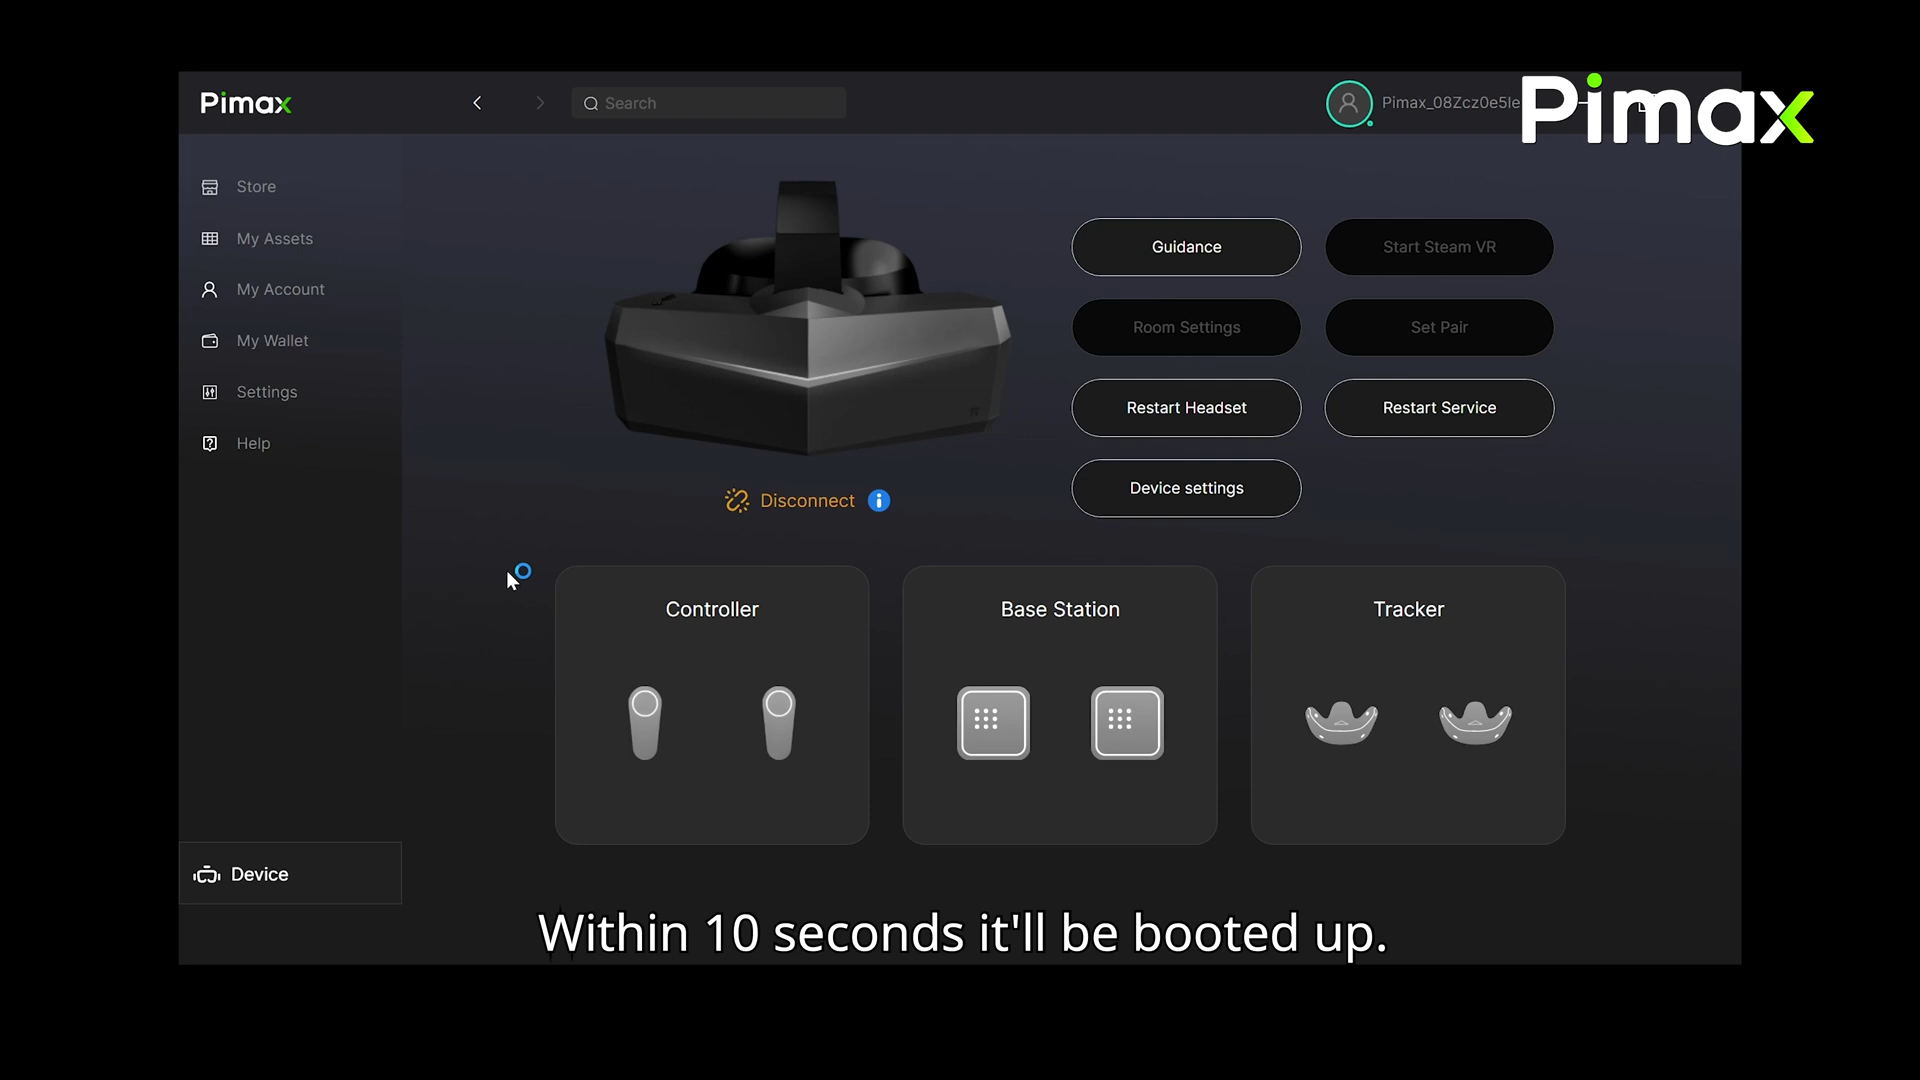 Pimax
Search
Pimax_08Zcz0e5le
Pimax
Store
My Assets
My Account
My Wallet
Settings
Help
Guidance
Start Steam VR
Room Settings
Set Pair
Restart Headset
Restart Service
Device settings
Disconnect
Controller
Base Station
Tracker
Device
Within 10 seconds it'll be booted up.